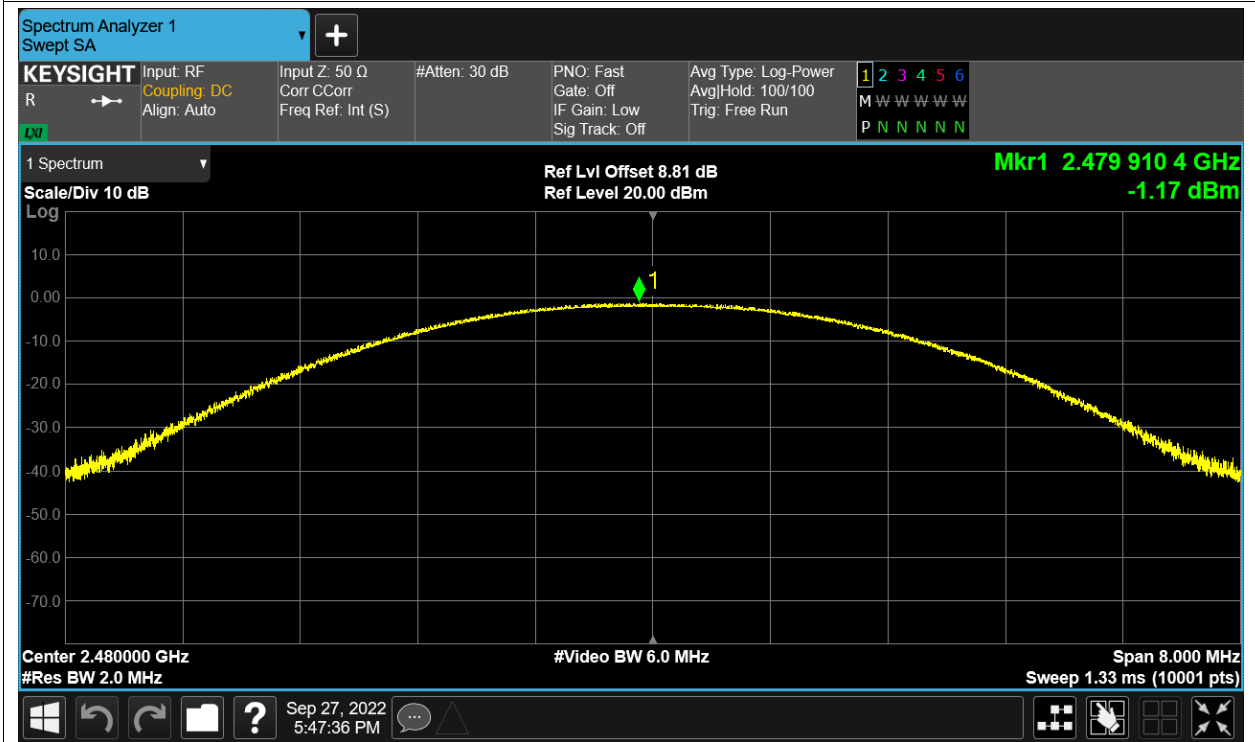 Spectrum Analyzer 1
Swept SA
+
KEYSIGHT
R
LXI
Input: RF
Coupling: DC
Align: Auto
Input Z: 50 Ω
Corr CCorr
Freq Ref: Int (S)
#Atten: 30 dB
PNO: Fast
Gate: Off
IF Gain: Low
Sig Track: Off
Avg Type: Log-Power
Avg|Hold: 100/100
Trig: Free Run
1 2 3 4 5 6
M W W W W W
P N N N N N
1 Spectrum
Scale/Div 10 dB
Ref Lvl Offset 8.81 dB
Ref Level 20.00 dBm
Mkr1 2.479 910 4 GHz
-1.17 dBm
Log
10.0
0.00
-10.0
-20.0
-30.0
-40.0
-50.0
-60.0
-70.0
1
Center 2.480000 GHz
#Res BW 2.0 MHz
#Video BW 6.0 MHz
Span 8.000 MHz
Sweep 1.33 ms (10001 pts)
?
Sep 27, 2022
5:47:36 PM